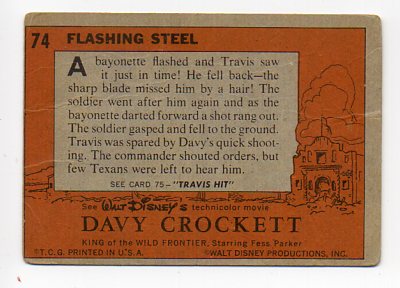 74 FLASHING STEEL
A bayonette flashed and Travis saw
it just in time! He fell back—the
sharp blade missed him by a hair! The
soldier went after him again and as the
bayonette darted forward a shot rang out.
The soldier gasped and fell to the ground.
Travis was spared by Davy's quick shoot-
ing. The commander shouted orders, but
few Texans were left to hear him.
SEE CARD 75—"TRAVIS HIT"
See WALT DISNEY'S technicolor movie
DAVY CROCKETT
KING of the WILD FRONTIER, Starring Fess Parker
©T.C.G. PRINTED IN U.S.A. ©WALT DISNEY PRODUCTIONS, INC.